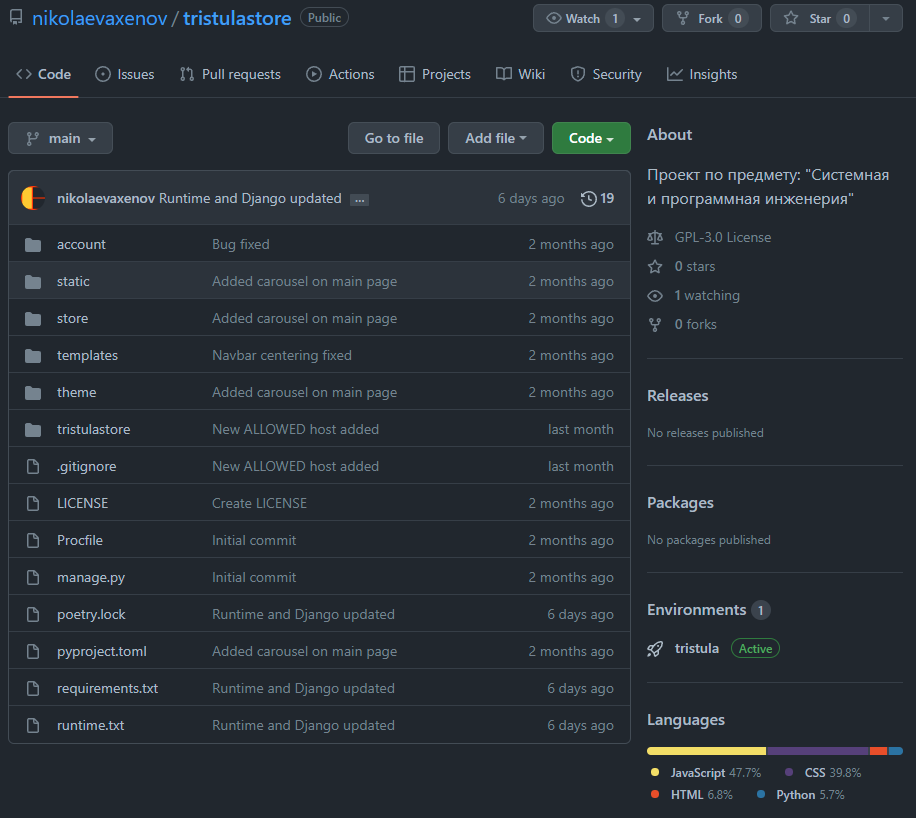 nikolaevaxenov / tristulastore Public
Watch 1
Fork 0
Star 0
Code
Issues
Pull requests
Actions
Projects
Wiki
Security
Insights
main
Go to file
Add file
Code
nikolaevaxenov Runtime and Django updated ... 6 days ago 19
account Bug fixed 2 months ago
static Added carousel on main page 2 months ago
store Added carousel on main page 2 months ago
templates Navbar centering fixed 2 months ago
theme Added carousel on main page 2 months ago
tristulastore New ALLOWED host added last month
.gitignore New ALLOWED host added last month
LICENSE Create LICENSE 2 months ago
Procfile Initial commit 2 months ago
manage.py Initial commit 2 months ago
poetry.lock Runtime and Django updated 6 days ago
pyproject.toml Added carousel on main page 2 months ago
requirements.txt Runtime and Django updated 6 days ago
runtime.txt Runtime and Django updated 6 days ago
About
Проект по предмету: "Системная
и программная инженерия"
GPL-3.0 License
0 stars
1 watching
0 forks
Releases
No releases published
Packages
No packages published
Environments 1
tristula Active
Languages
JavaScript 47.7% CSS 39.8%
HTML 6.8% Python 5.7%